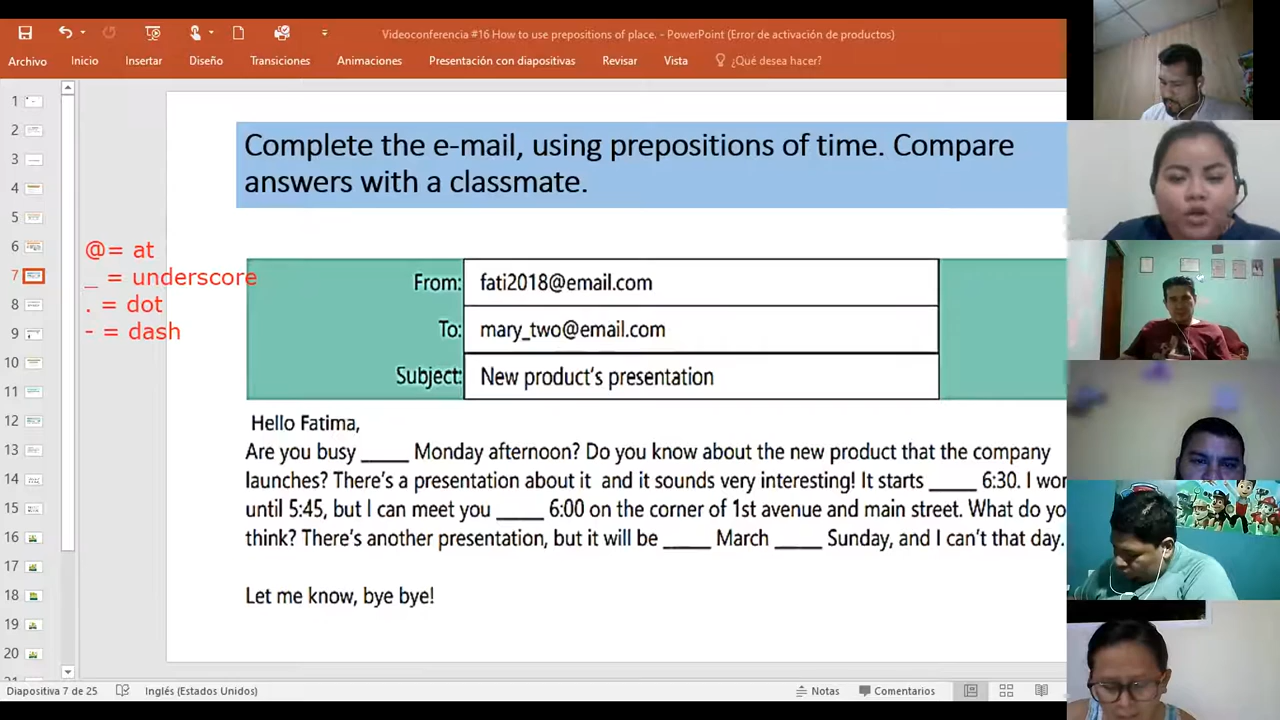 Videoconferencia #16 How to use prepositions of place. - PowerPoint (Error de activación de productos)
Archivo Inicio Insertar Diseño Transiciones Animaciones Presentación con diapositivas Revisar Vista ¿Qué desea hacer?
1
2
3
4
5
6
7
8
9
10
11
12
13
14
15
16
17
18
19
20
@= at
_ = underscore
. = dot
- = dash
Complete the e-mail, using prepositions of time. Compare
answers with a classmate.
From: fati2018@email.com
To: mary_two@email.com
Subject: New product's presentation
Hello Fatima,
Are you busy _____ Monday afternoon? Do you know about the new product that the company
launches? There's a presentation about it and it sounds very interesting! It starts _____ 6:30. I
until 5:45, but I can meet you _____ 6:00 on the corner of 1st avenue and main street. What do
think? There's another presentation, but it will be _____ March _____ Sunday, and I can't that day.
Let me know, bye bye!
Diapositiva 7 de 25 Inglés (Estados Unidos) Notas Comentarios